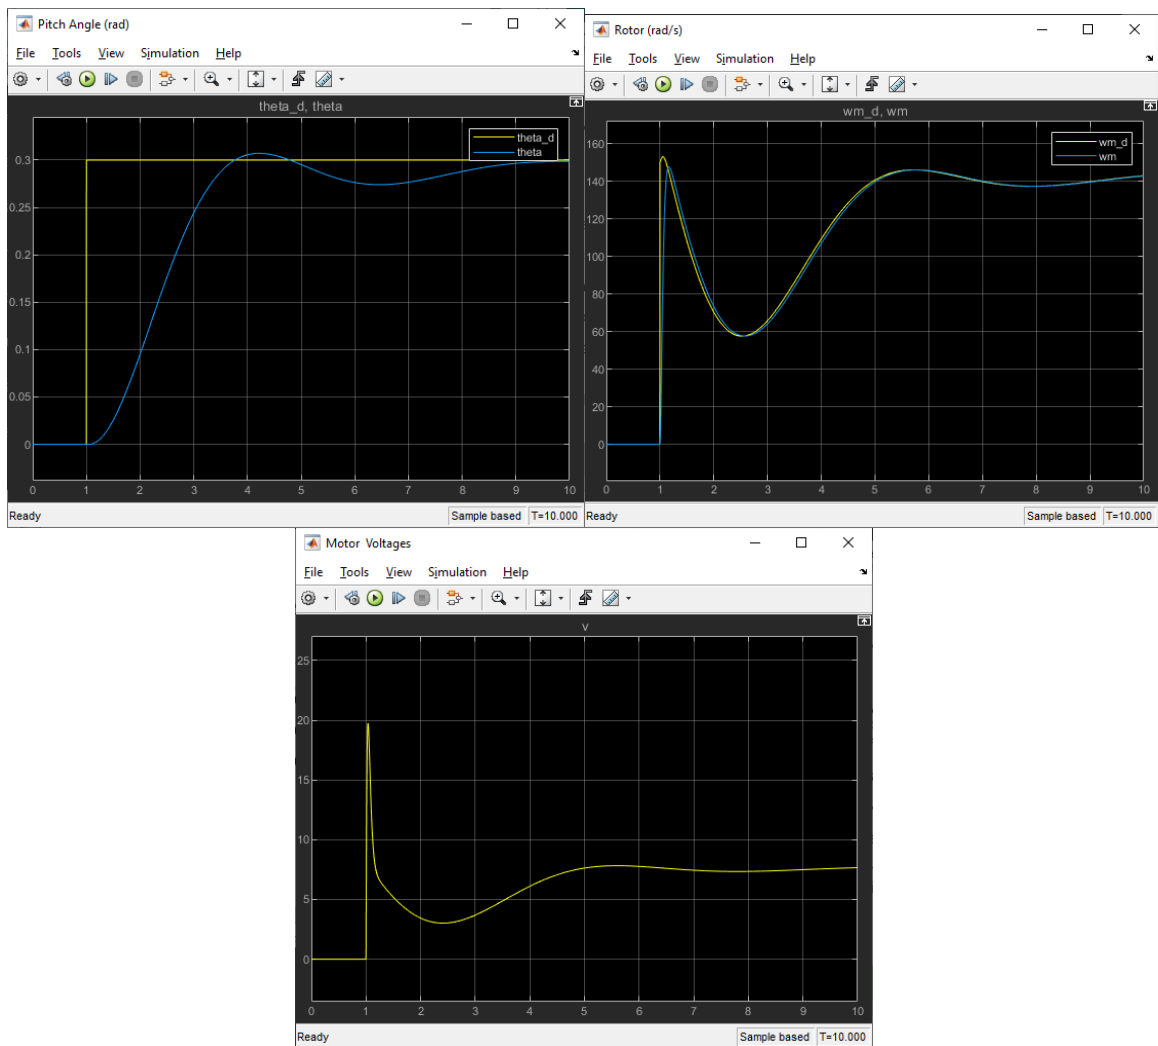 Pitch Angle (rad)
File Tools View Simulation Help
theta_d, theta
theta_d
theta
0.3
0.25
0.2
0.15
0.1
0.05
0
0 1 2 3 4 5 6 7 8 9 10
Ready Sample based T=10.000
Rotor (rad/s)
File Tools View Simulation Help
wm_d, wm
wm_d
wm
160
140
120
100
80
60
40
20
0
0 1 2 3 4 5 6 7 8 9 10
Ready Sample based T=10.000
Motor Voltages
File Tools View Simulation Help
v
25
20
15
10
5
0
0 1 2 3 4 5 6 7 8 9 10
Ready Sample based T=10.000